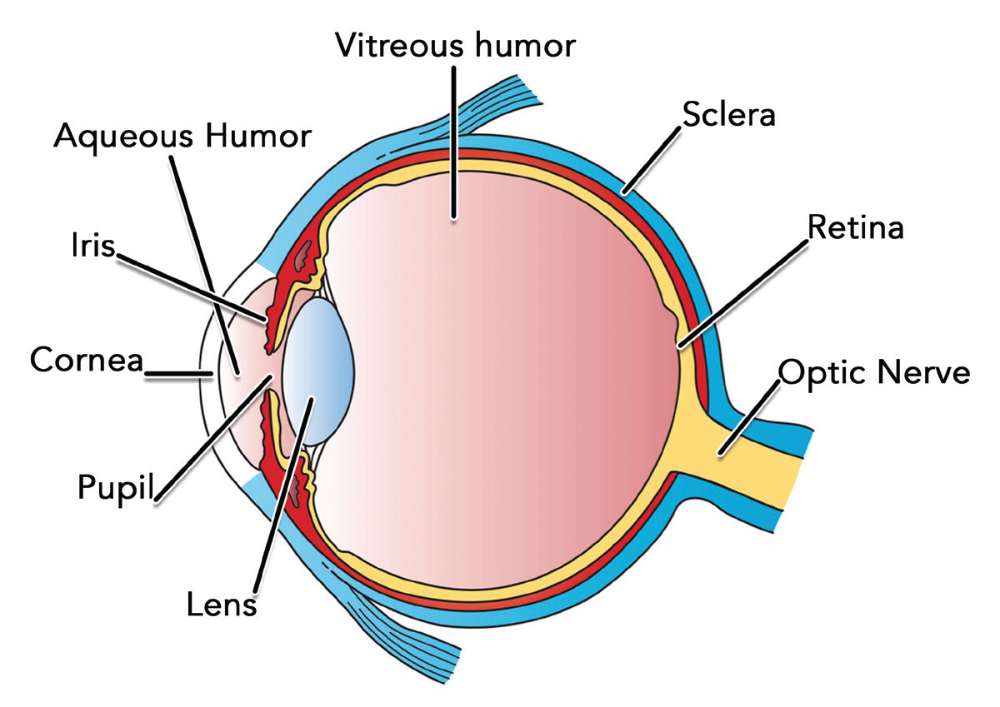 Vitreous humor
Sclera
Aqueous Humor
Retina
Iris
Cornea
Optic Nerve
Pupil
Lens